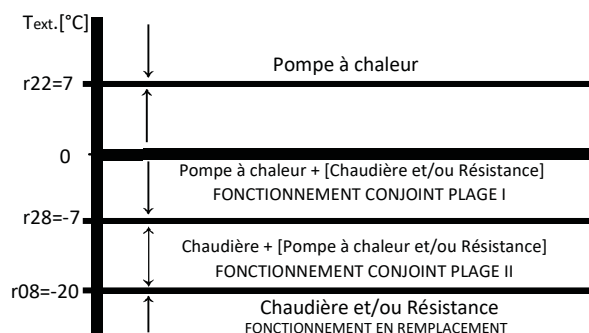 Text.[°C]
Pompe à chaleur
r22=7
0
Pompe à chaleur + [Chaudière et/ou Résistance]
FONCTIONNEMENT CONJOINT PLAGE I
r28=-7
Chaudière + [Pompe à chaleur et/ou Résistance]
FONCTIONNEMENT CONJOINT PLAGE II
r08=-20
Chaudière et/ou Résistance
FONCTIONNEMENT EN REMPLACEMENT